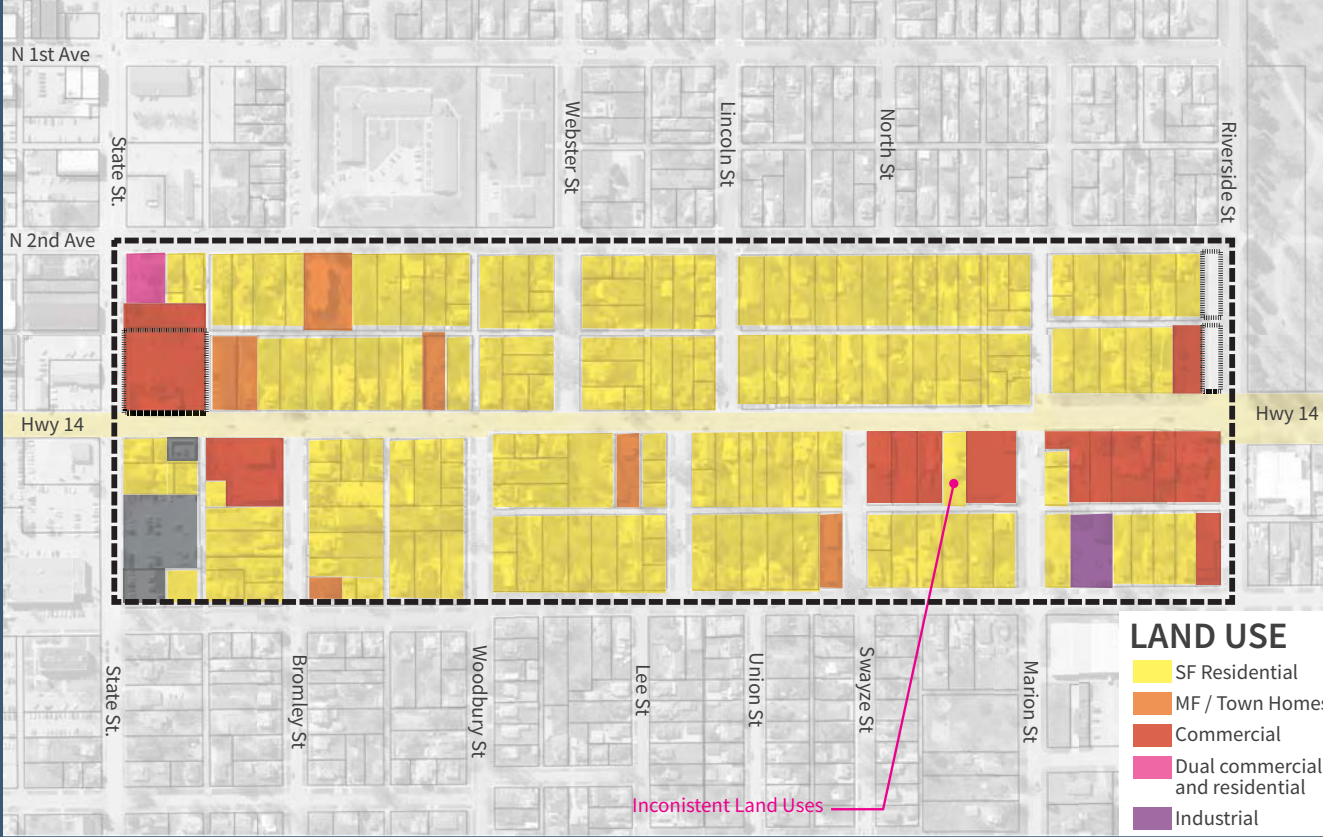 N 1st Ave
State St.
Webster St
Lincoln St
North St
Riverside St
N 2nd Ave
Hwy 14
Hwy 14
State St.
Bromley St
Woodbury St
Lee St
Union St
Swayze St
Marion St
Inconistent Land Uses
LAND USE
SF Residential
MF / Town Homes
Commercial
Dual commercial
and residential
Industrial